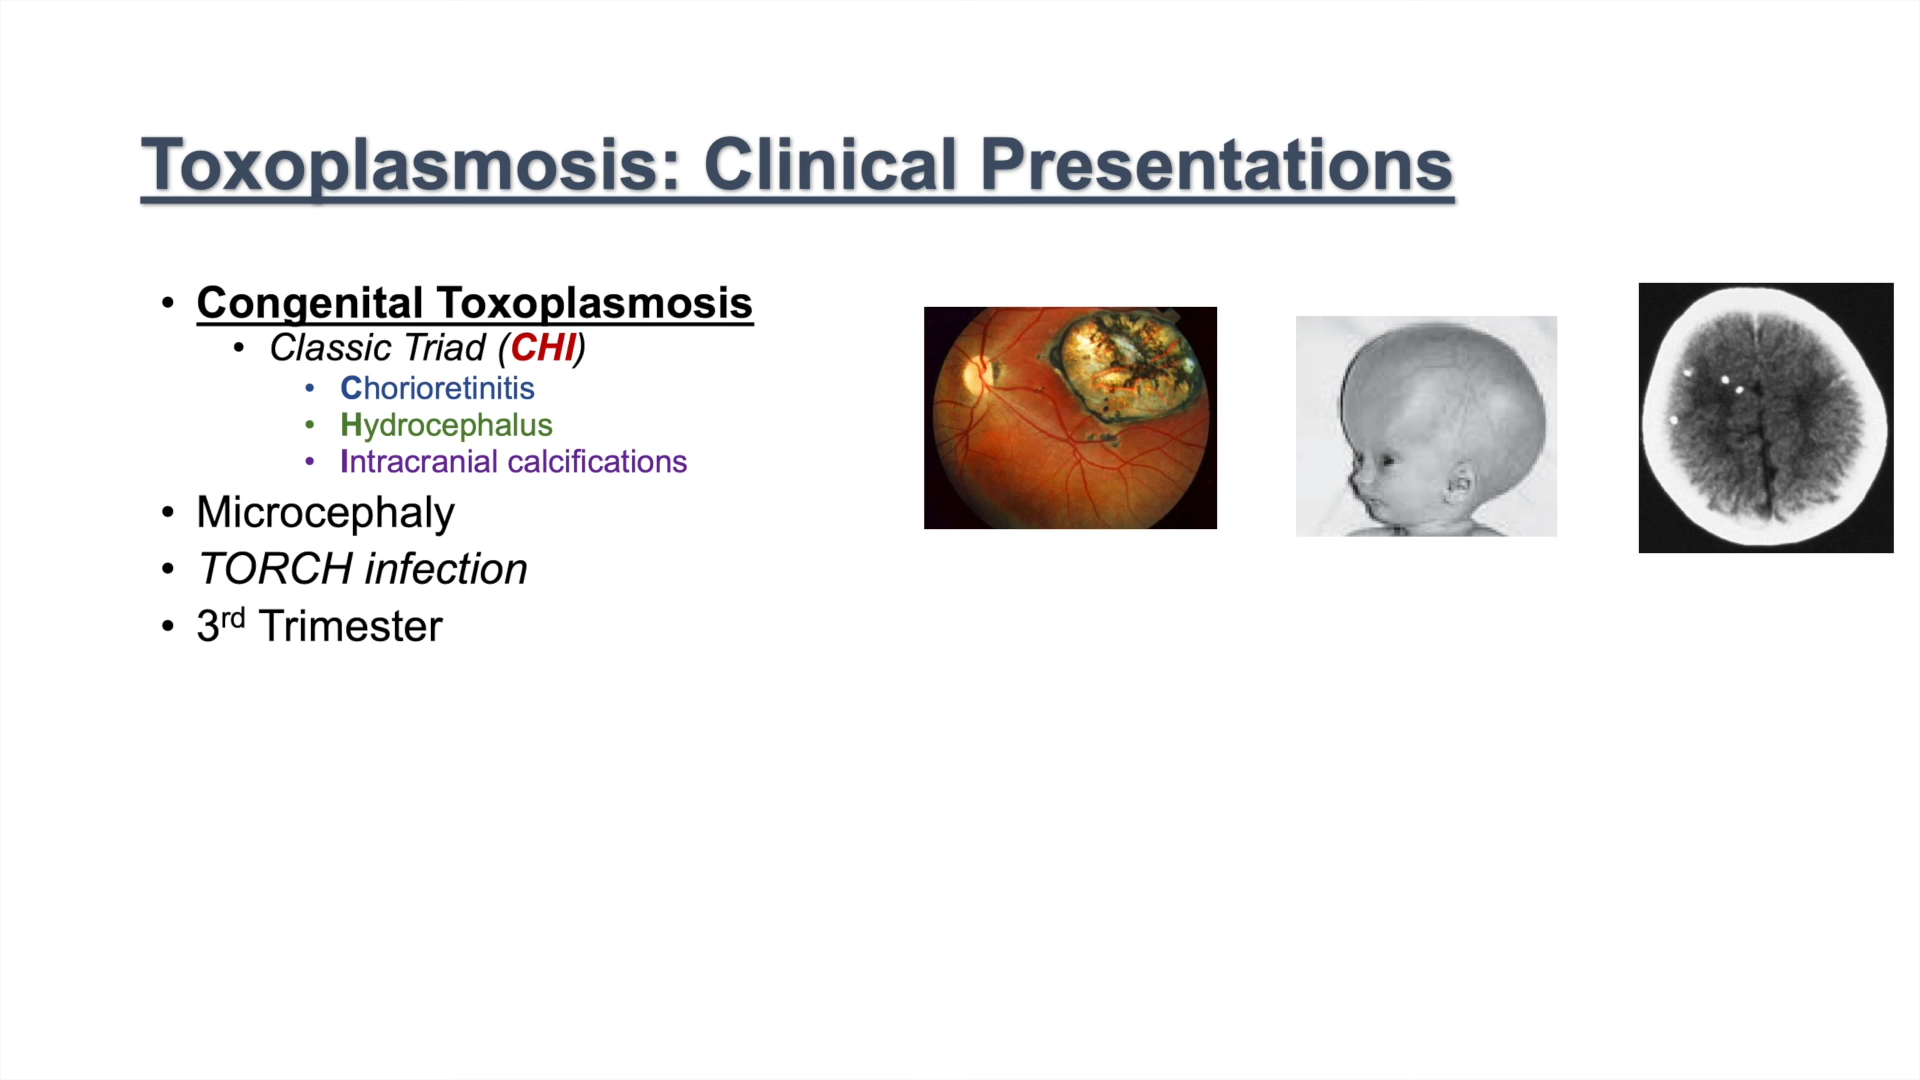 Toxoplasmosis: Clinical Presentations
• Congenital Toxoplasmosis
• Classic Triad (CHI)
• Chorioretinitis
• Hydrocephalus
• Intracranial calcifications
• Microcephaly
• TORCH infection
• 3rd Trimester